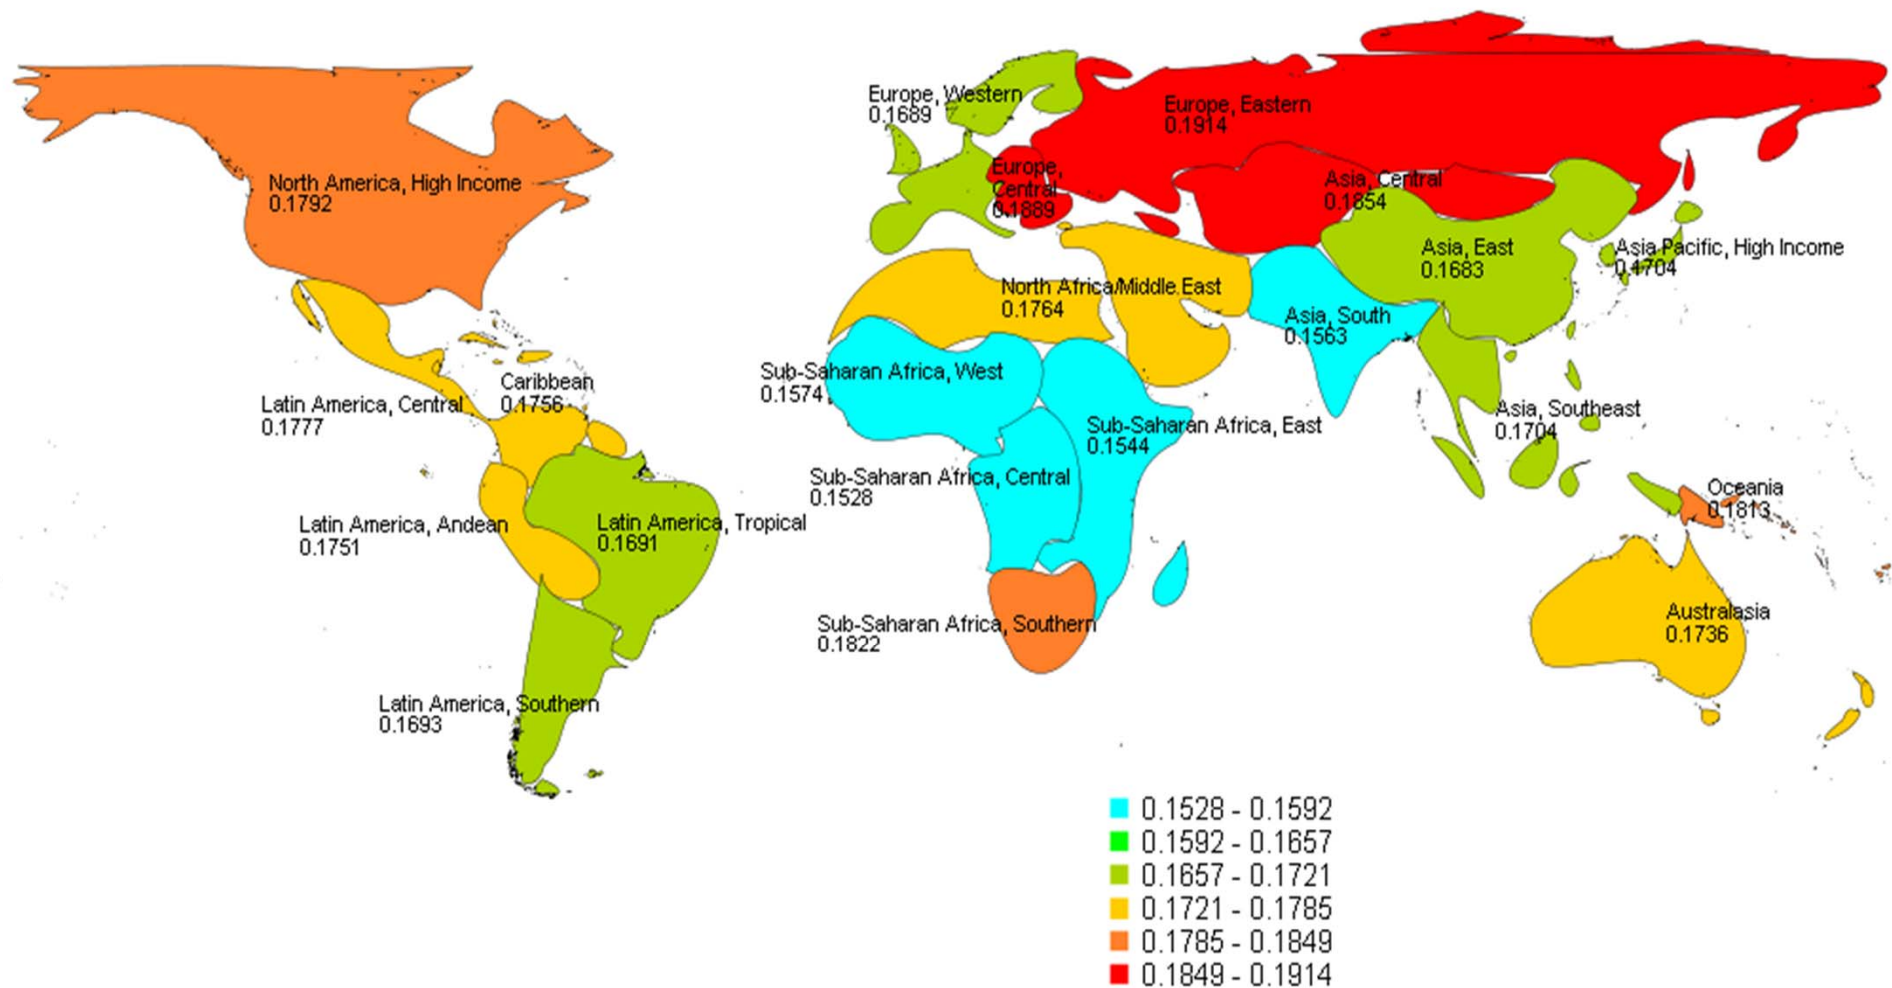 Europe, Western
0.1689
Europe, Eastern
0.1914
North America, High Income
0.1792
Europe,
Central
0.1889
Asia, Central
0.1854
Asia, East
0.1683
Asia Pacific, High Income
0.1704
North Africa/Middle East
0.1764
Asia, South
0.1563
Sub-Saharan Africa, West
0.1574
Caribbean
0.1756
Latin America, Central
0.1777
Sub-Saharan Africa, East
0.1544
Asia, Southeast
0.1704
Sub-Saharan Africa, Central
0.1528
Oceania
0.1813
Latin America, Andean
0.1751
Latin America, Tropical
0.1691
Sub-Saharan Africa, Southern
0.1822
Australasia
0.1736
Latin America, Southern
0.1693
0.1528 - 0.1592
0.1592 - 0.1657
0.1657 - 0.1721
0.1721 - 0.1785
0.1785 - 0.1849
0.1849 - 0.1914